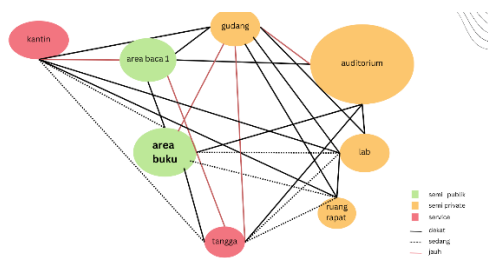 gudang
kantin
area baca 1
auditorium
area
buku
lab
ruang
rapat
tangga
semi publik
semi private
service
dekat
sedang
jauh